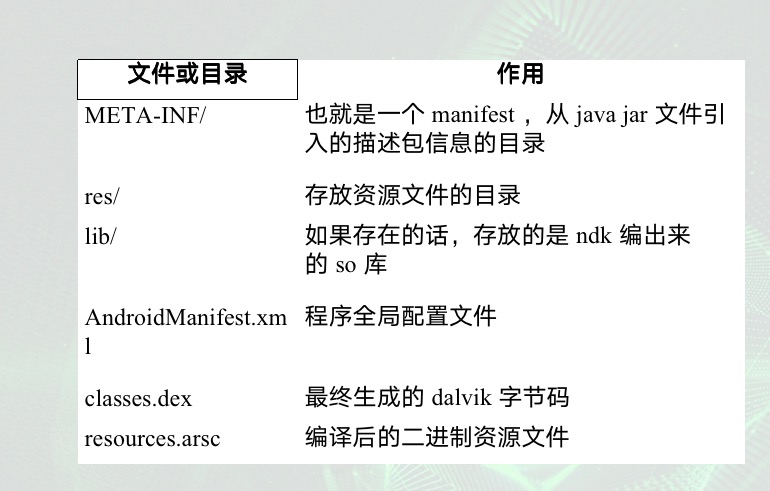 文件或目录 作用
META-INF/ 也就是一个 manifest ，从 java jar 文件引
入的描述包信息的目录
res/ 存放资源文件的目录
lib/ 如果存在的话，存放的是 ndk 编出来
的 so 库
AndroidManifest.xm 程序全局配置文件
l
classes.dex 最终生成的 dalvik 字节码
resources.arsc 编译后的二进制资源文件